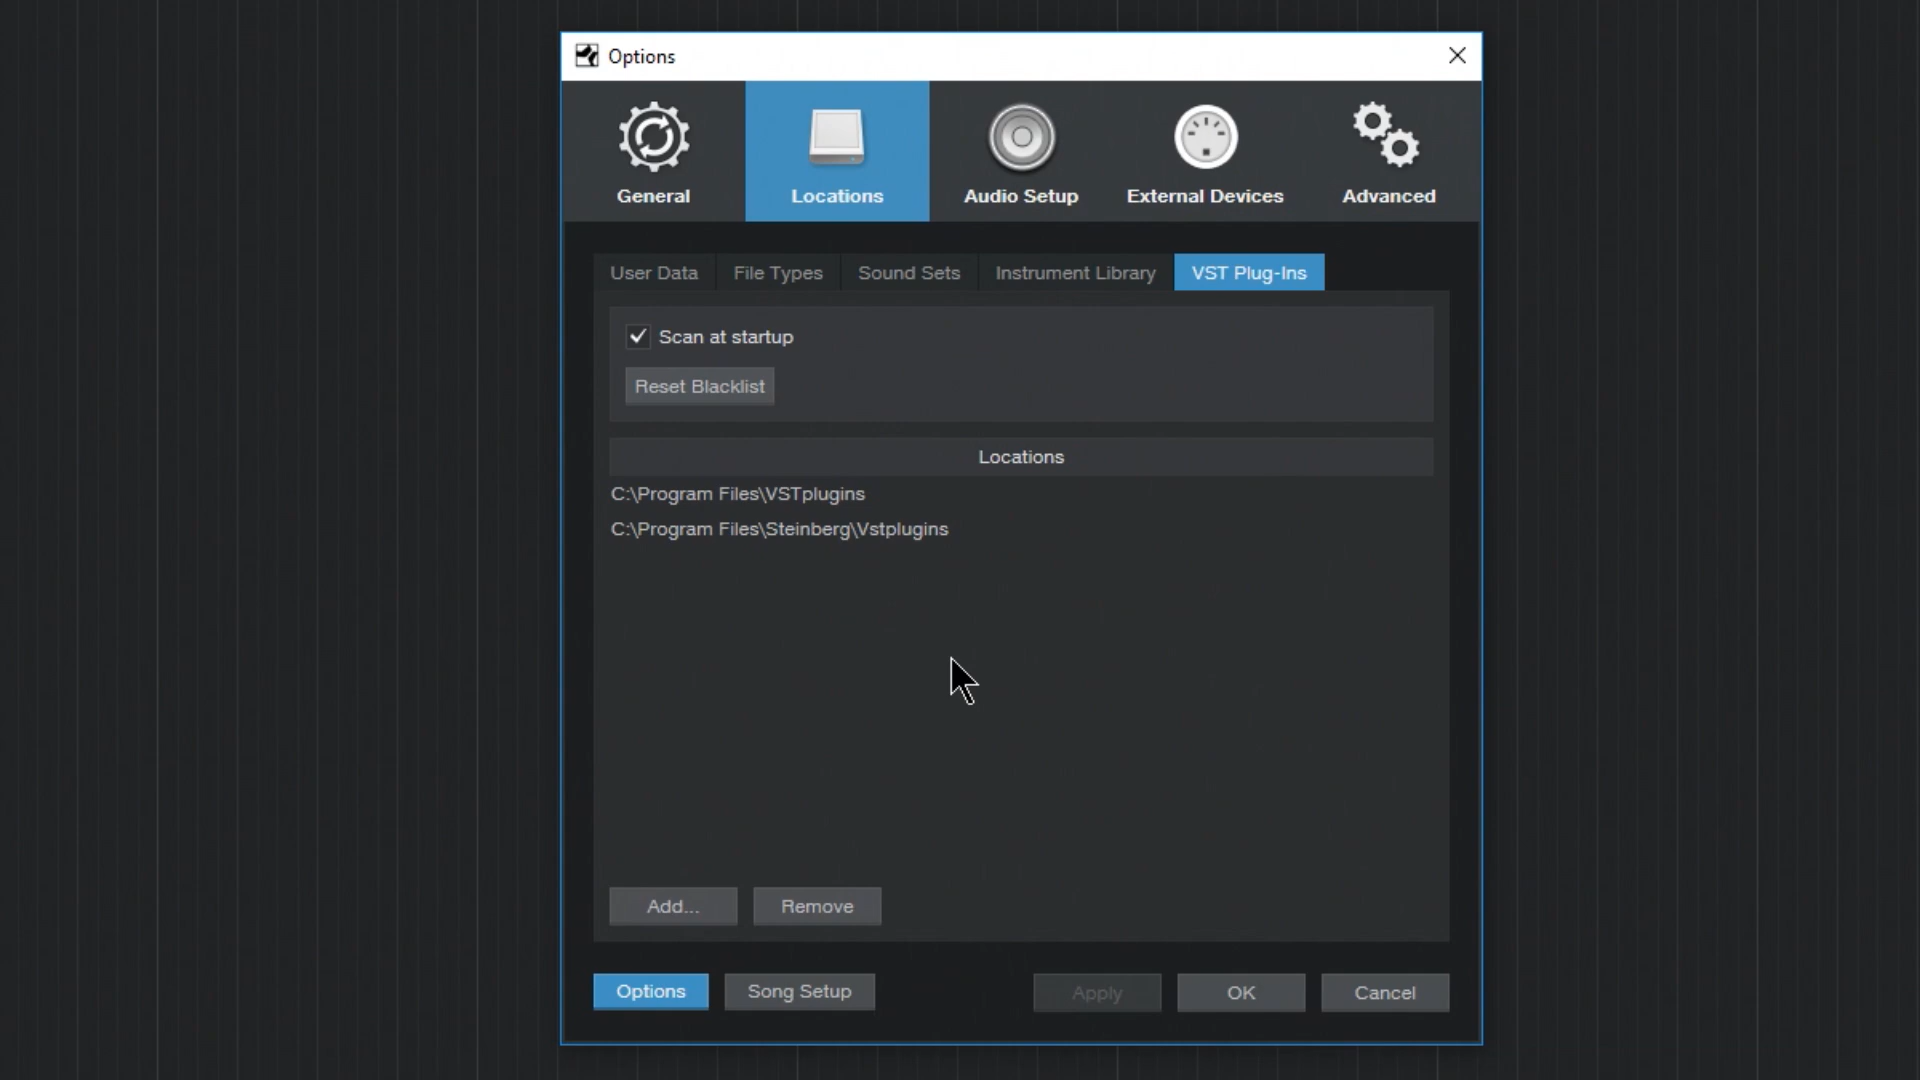 Options
General
Locations
Audio Setup
External Devices
Advanced
User Data
File Types
Sound Sets
Instrument Library
VST Plug-Ins
Scan at startup
Reset Blacklist
Locations
C:\Program Files\VSTplugins
C:\Program Files\Steinberg\Vstplugins
Add...
Remove
Options
Song Setup
Apply
OK
Cancel